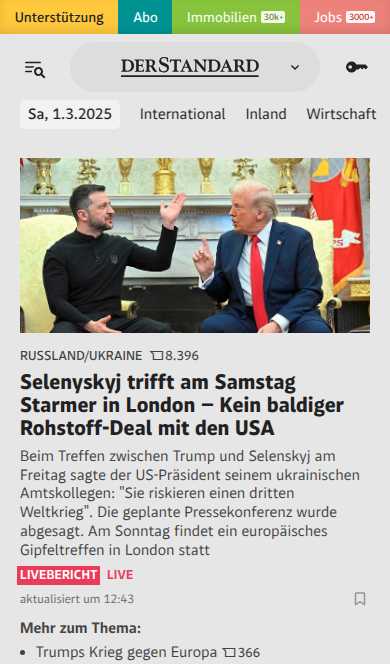 Unterstützung Abo Immobilien 30k+ Jobs 3000+
DERSTANDARD
Sa, 1.3.2025 International Inland Wirtschaft
RUSSLAND/UKRAINE 8.396
Selenyskyj trifft am Samstag
Starmer in London – Kein baldiger
Rohstoff-Deal mit den USA
Beim Treffen zwischen Trump und Selenskyj am
Freitag sagte der US-Präsident seinem ukrainischen
Amtskollegen: "Sie riskieren einen dritten
Weltkrieg". Die geplante Pressekonferenz wurde
abgesagt. Am Sonntag findet ein europäisches
Gipfeltreffen in London statt
LIVEBERICHT LIVE
aktualisiert um 12:43
Mehr zum Thema:
• Trumps Krieg gegen Europa 366